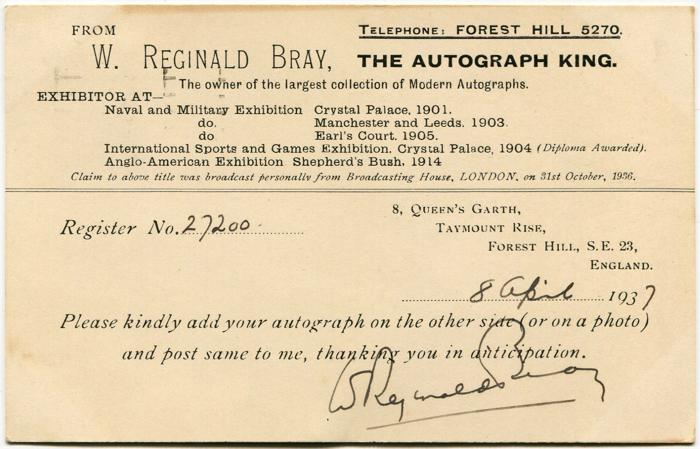 FROM
TELEPHONE: FOREST HILL 5270.
W. REGINALD BRAY, THE AUTOGRAPH KING.
The owner of the largest collection of Modern Autographs.
EXHIBITOR AT—
Naval and Military Exhibition Crystal Palace, 1901.
do. Manchester and Leeds. 1903.
do Earl's Court. 1905.
International Sports and Games Exhibition. Crystal Palace, 1904 (Diploma Awarded).
Anglo-American Exhibition Shepherd's Bush, 1914
Claim to above title was broadcast personally from Broadcasting House, LONDON, on 31st October, 1936.
8, QUEEN'S GARTH,
Register No. 27200
TAYMOUNT RISE,
FOREST HILL, S.E. 23,
ENGLAND.
8 April 1937
Please kindly add your autograph on the other side (or on a photo)
and post same to me, thanking you in anticipation.
W Reginald Bray